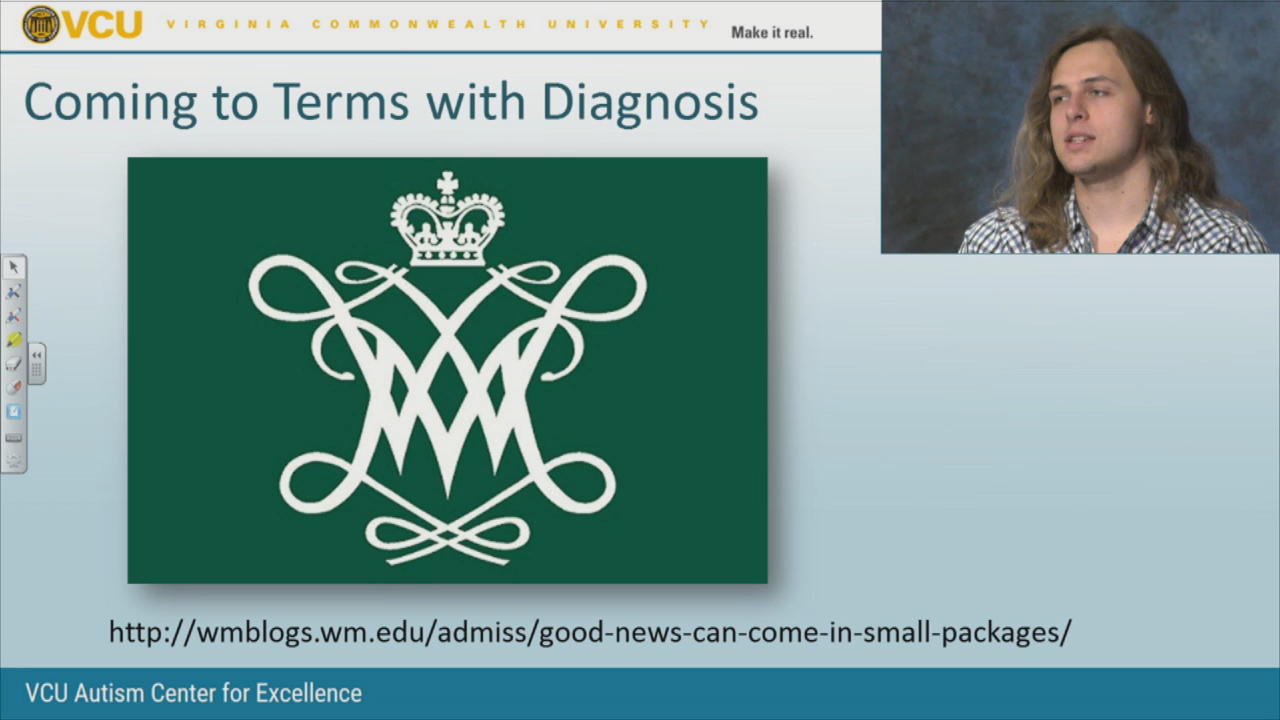 VCU VIRGINIA COMMONWEALTH UNIVERSITY Make it real.
Coming to Terms with Diagnosis
http://wmblogs.wm.edu/admiss/good-news-can-come-in-small-packages/
VCU Autism Center for Excellence